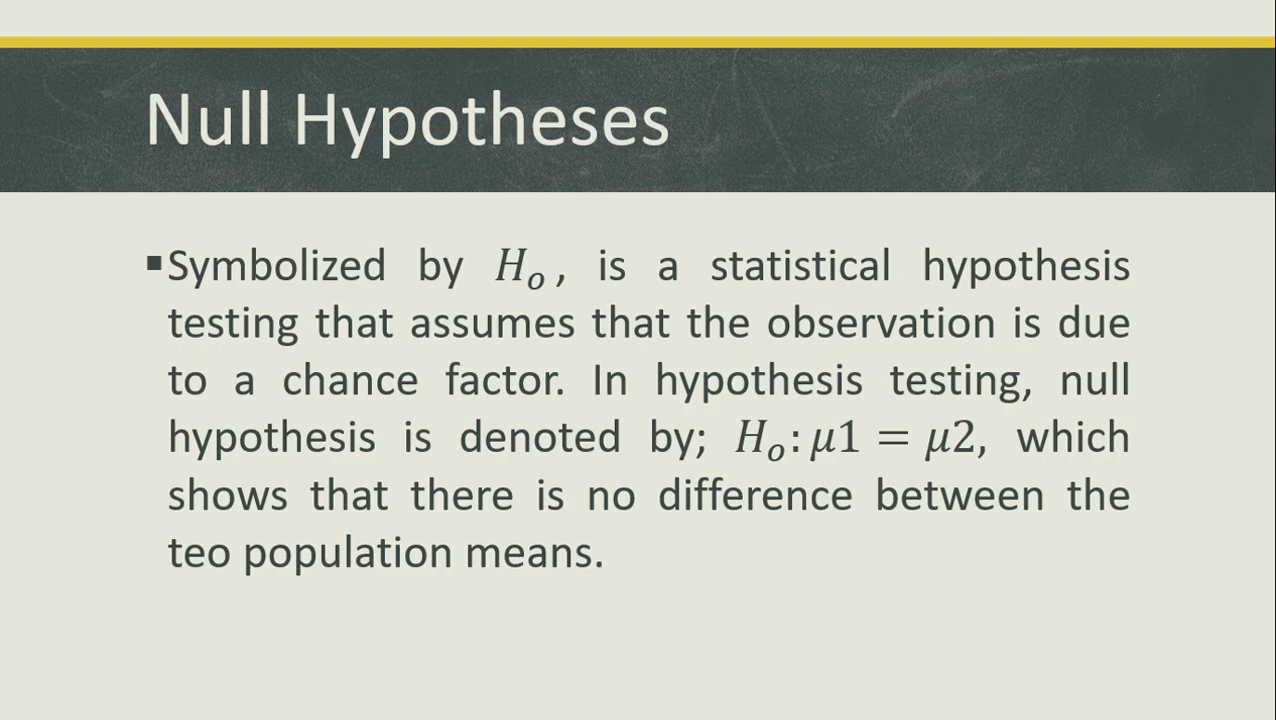 Null Hypotheses
▪Symbolized by Hₒ, is a statistical hypothesis
testing that assumes that the observation is due
to a chance factor. In hypothesis testing, null
hypothesis is denoted by; Hₒ: μ1 = μ2, which
shows that there is no difference between the
teo population means.